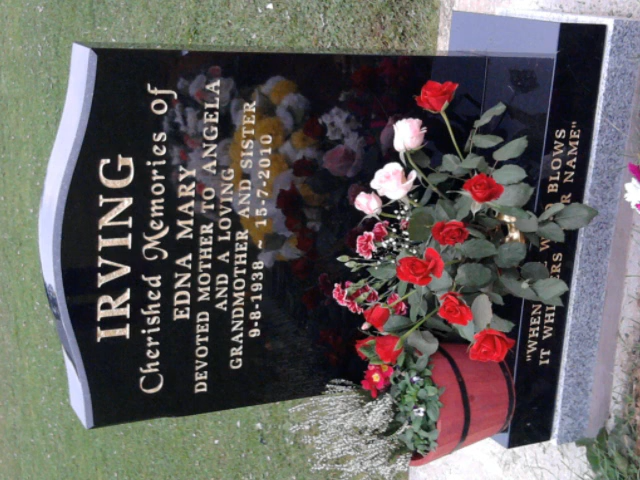 IRVING
Cherished Memories of
EDNA MARY
DEVOTED MOTHER TO ANGELA
AND A LOVING
GRANDMOTHER AND SISTER
9-8-1938 ~ 15-7-2010
"WHEN BLOWS
IT NAME"